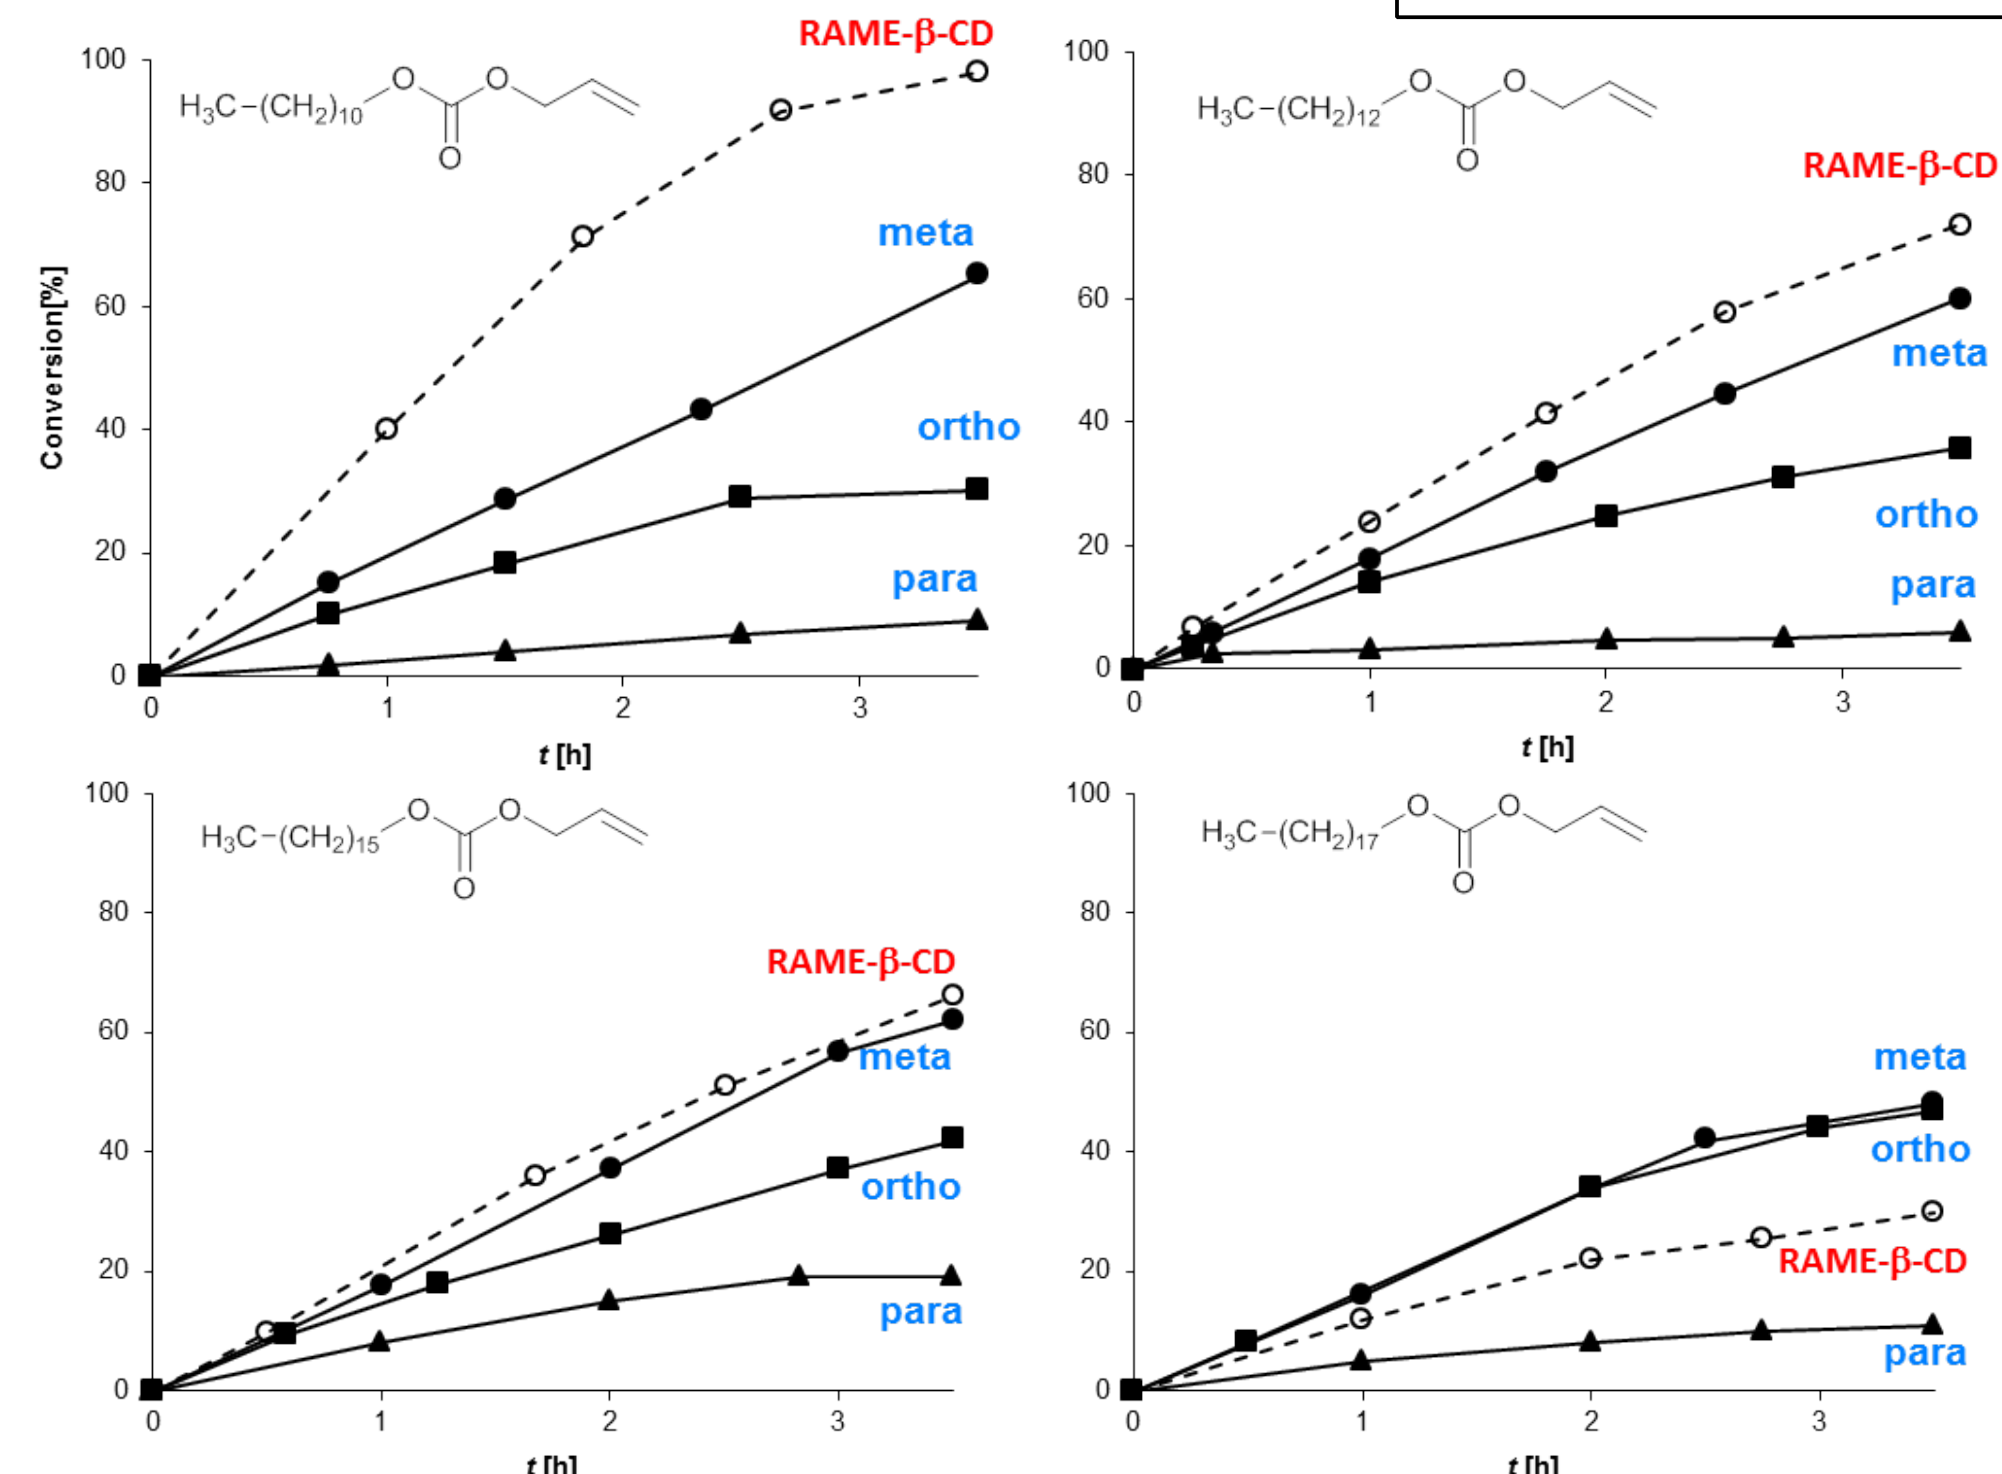 RAME-β-CD
100
80
60
40
20
0
Conversion[%]
H₃C-(CH₂)₁₀
O
O
O
meta
ortho
para
0 1 2 3
t [h]
100
80
60
40
20
0
H₃C-(CH₂)₁₂
O
O
O
RAME-β-CD
meta
ortho
para
0 1 2 3
t [h]
100
80
60
40
20
0
H₃C-(CH₂)₁₅
O
O
O
RAME-β-CD
meta
ortho
para
0 1 2 3
t [h]
100
80
60
40
20
0
H₃C-(CH₂)₁₇
O
O
O
meta
ortho
RAME-β-CD
para
0 1 2 3
t [h]